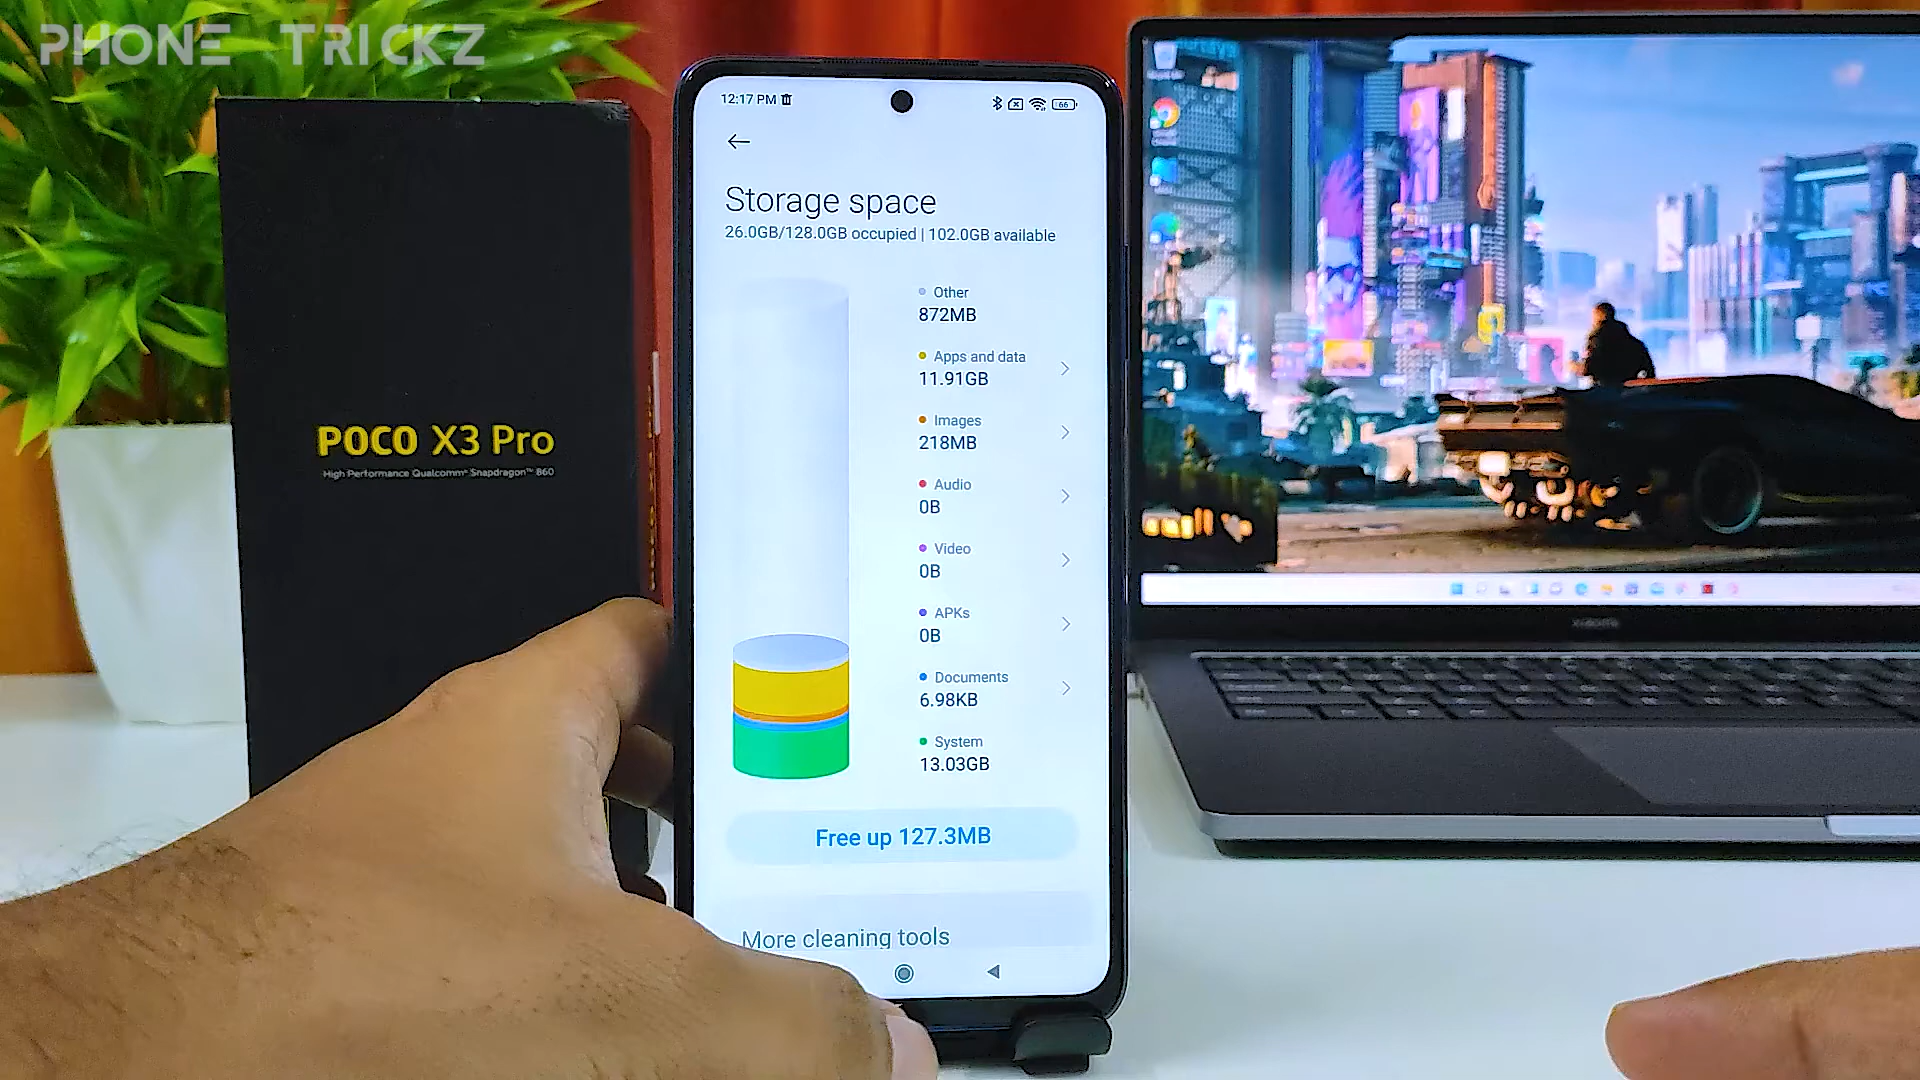 PHONE TRICKZ
POCO X3 Pro
High Performance Qualcomm® Snapdragon™ 860
12:17 PM
66
Storage space
26.0GB/128.0GB occupied | 102.0GB available
Other
872MB
Apps and data
11.91GB
Images
218MB
Audio
0B
Video
0B
APKs
0B
Documents
6.98KB
System
13.03GB
Free up 127.3MB
More cleaning tools